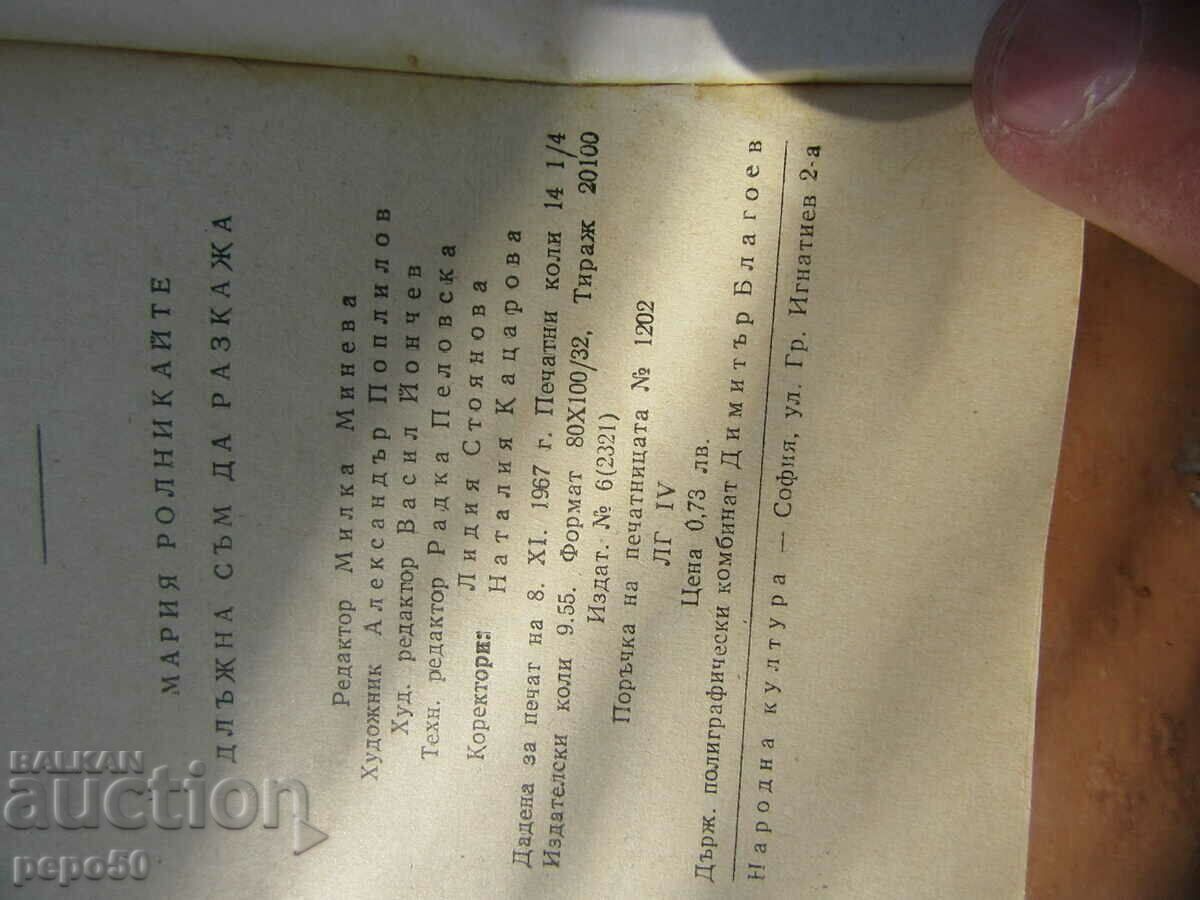 МАРИЯ РОЛНИКАЙТЕ
ДЛЪЖНА СЪМ ДА РАЗКАЖА
Редактор Милка Минева
Художник Александър Поплилов
Худ. редактор Васил Йончев
Техн. редактор Радка Пеловска
Коректори: Лидия Стоянова
Наталия Кацарова
Дадена за печат на 8. XI. 1967 г. Печатни коли 14 1/4
Издателски коли 9.55. Формат 80X100/32, Тираж 20100
Издат. № 6(2321)
Поръчка на печатницата № 1202
ЛГ IV
Цена 0,73 лв.
Държ. полиграфически комбинат Димитър Благоев
Народна култура — София, ул. Гр. Игнатиев 2-а
BALKAN
auction
pepo50